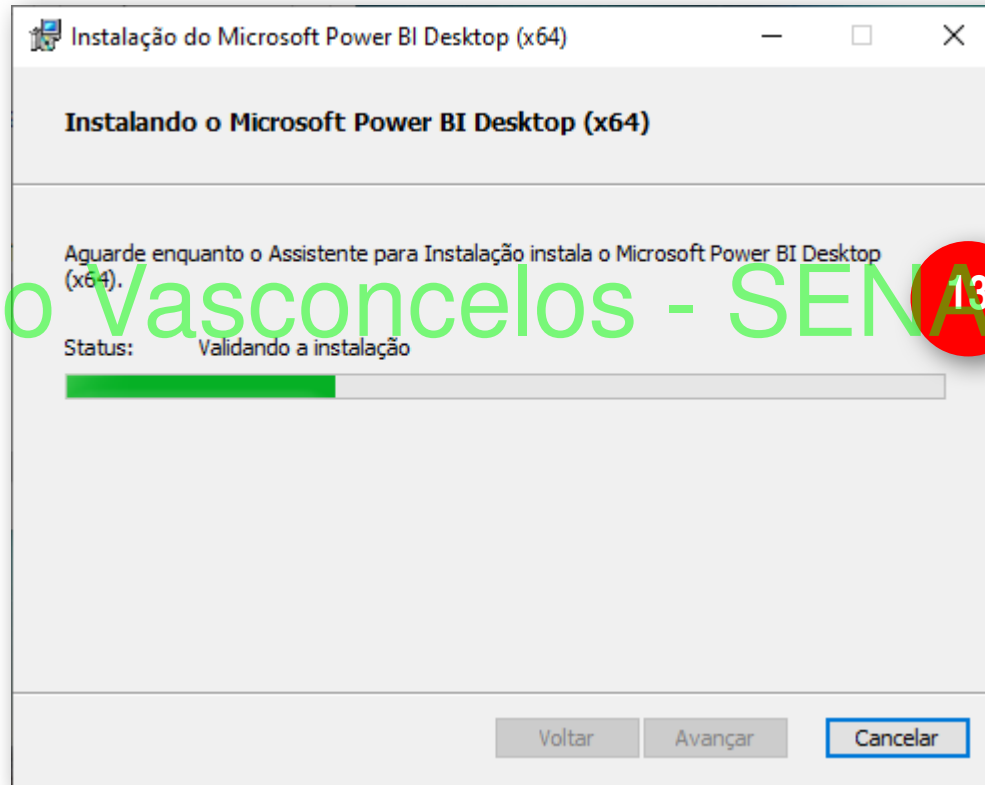 Instalação do Microsoft Power BI Desktop (x64)
Instalando o Microsoft Power BI Desktop (x64)
Aguarde enquanto o Assistente para Instalação instala o Microsoft Power BI Desktop
(x64).
o Vasconcelos - SENA
13
Status: Validando a instalação
Voltar
Avançar
Cancelar